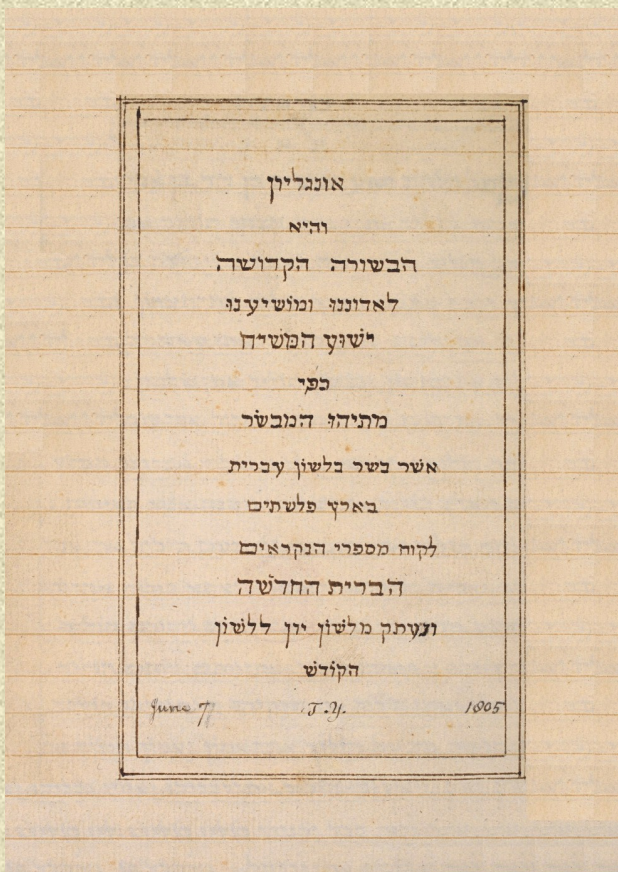 אונגליון
והיא
הבשורה הקדושה
לאדוננו ומושיענו
ישוע המשיח
כפי
מתיהו המבשר
אשר בשר בלשון עברית
בארץ פלשתים
לקוח מספרי הנקראים
הברית החדשה
ונעתק מלשון יון ללשון
הקודש
June 7 T.Y. 1805